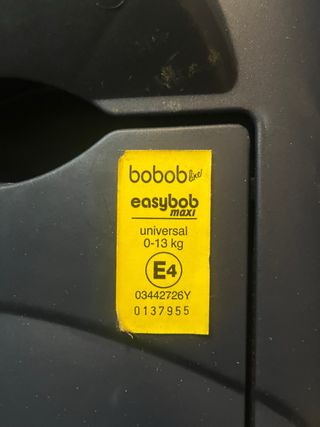 bobob
easybob
maxi
universal
0-13 kg
E4
03442726Y
0137955